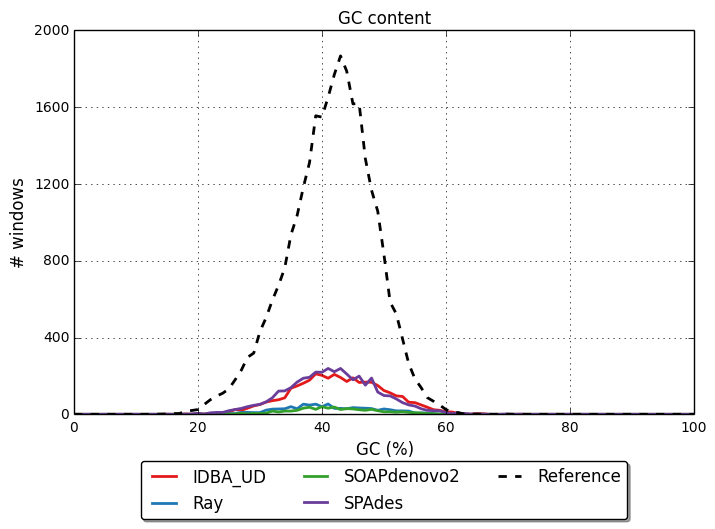 GC content
2000
1600
1200
800
400
0
# windows
0 20 40 60 80 100
GC (%)
IDBA_UD SOAPdenovo2 Reference
Ray SPAdes